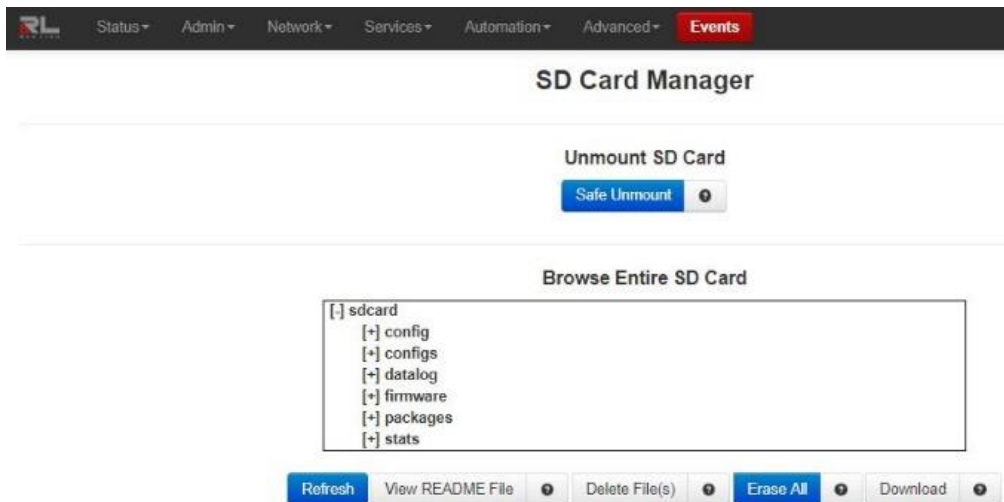 RL Status Admin Network Services Automation Advanced Events
SD Card Manager
Unmount SD Card
Safe Unmount
Browse Entire SD Card
[-] sdcard
[+] config
[+] configs
[+] datalog
[+] firmware
[+] packages
[+] stats
Refresh View README File ? Delete File(s) ? Erase All ? Download ?